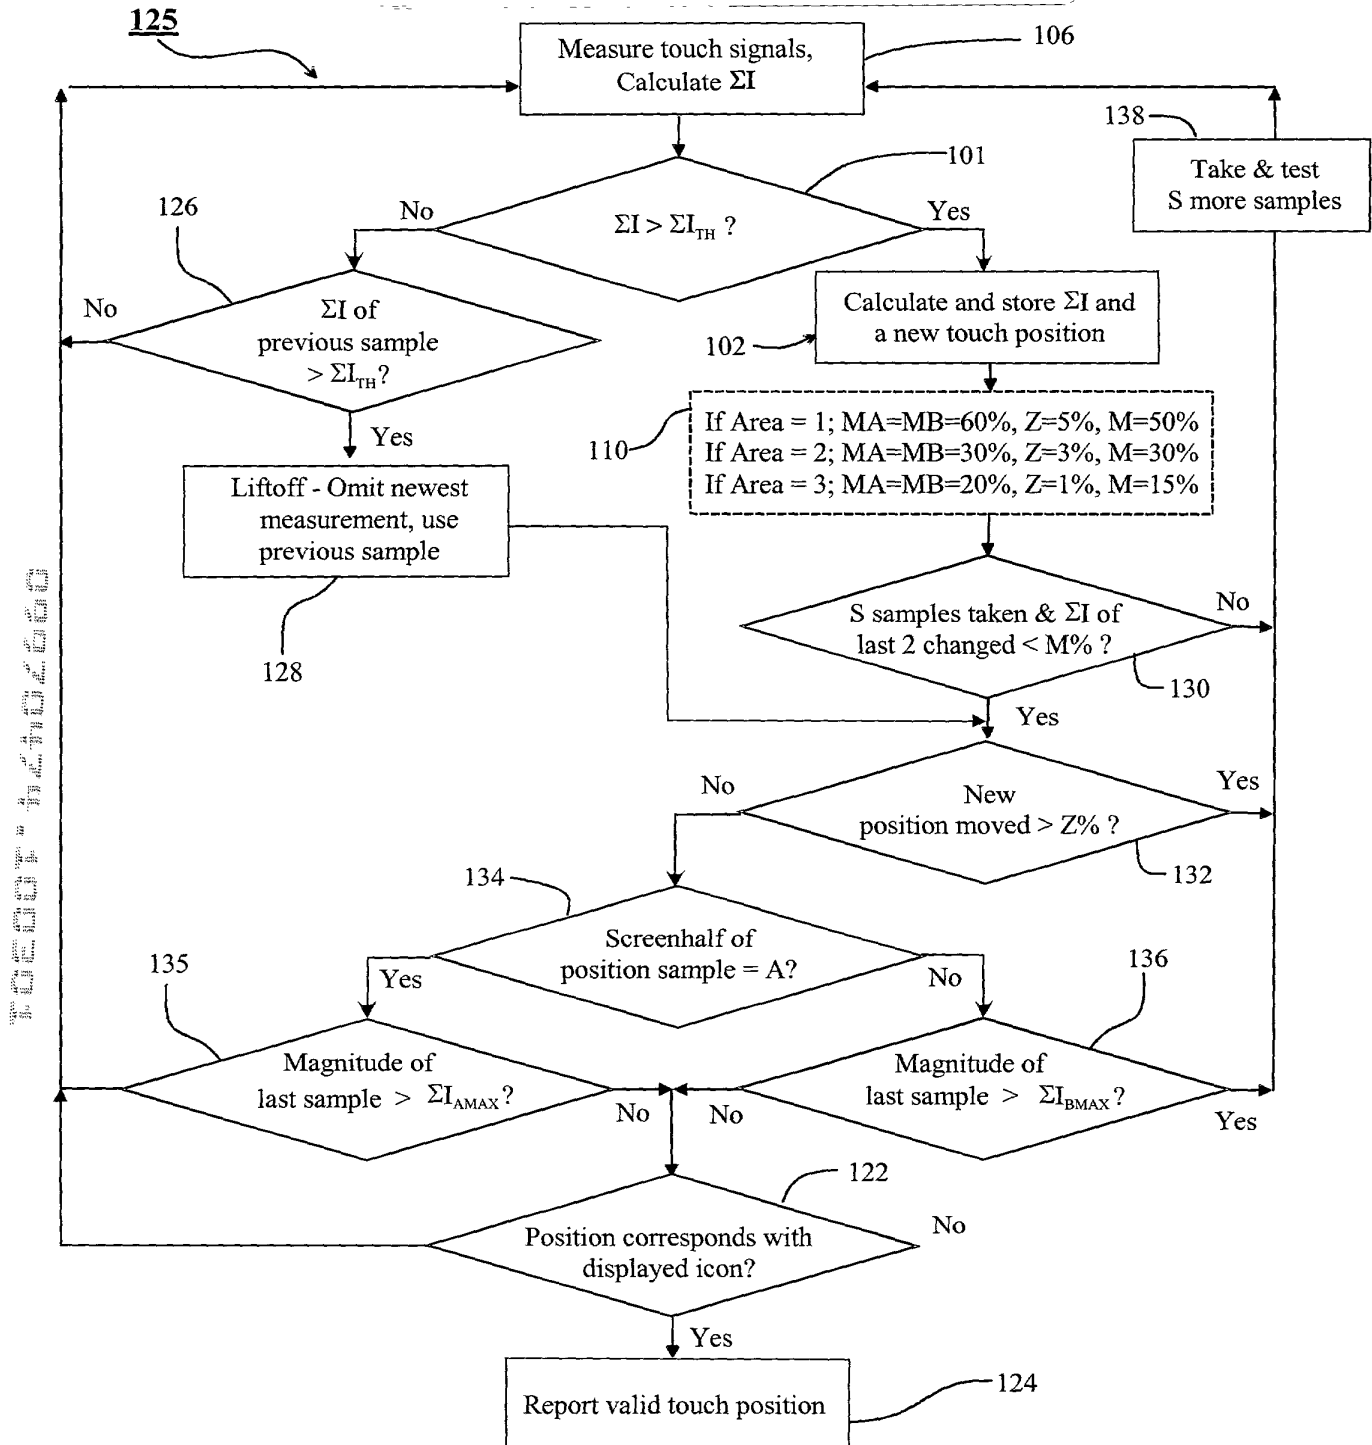 125
Measure touch signals,
Calculate ΣI
106
138
Take & test
S more samples
101
ΣI > ΣI_TH ?
No
Yes
126
ΣI of
previous sample
> ΣI_TH?
No
Yes
Calculate and store ΣI and
a new touch position
102
110
If Area = 1; MA=MB=60%, Z=5%, M=50%
If Area = 2; MA=MB=30%, Z=3%, M=30%
If Area = 3; MA=MB=20%, Z=1%, M=15%
Liftoff - Omit newest
measurement, use
previous sample
128
S samples taken & ΣI of
last 2 changed < M% ?
No
130
Yes
New
position moved > Z% ?
No
Yes
132
134
Screenhalf of
position sample = A?
Yes
No
135
136
Magnitude of
last sample > ΣI_AMAX?
No
Magnitude of
last sample > ΣI_BMAX?
No
Yes
122
Position corresponds with
displayed icon?
No
Yes
Report valid touch position
124